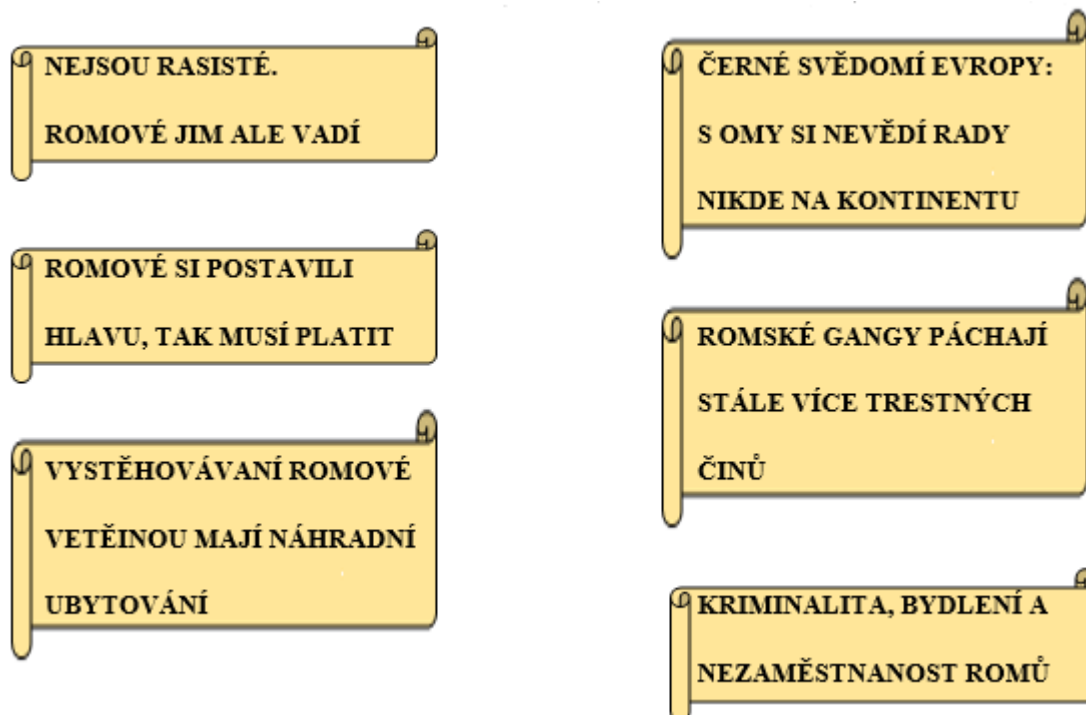 NEJSOU RASISTÉ.
ROMOVÉ JIM ALE VADÍ
ROMOVÉ SI POSTAVILI
HLAVU, TAK MUSÍ PLATIT
VYSTĚHOVÁVANÍ ROMOVÉ
VETĚINOU MAJÍ NÁHRADNÍ
UBYTOVÁNÍ
ČERNÉ SVĚDOMÍ EVROPY:
S OMY SI NEVĚDÍ RADY
NIKDE NA KONTINENTU
ROMSKÉ GANGY PÁCHAJÍ
STÁLE VÍCE TRESTNÝCH
ČINŮ
KRIMINALITA, BYDLENÍ A
NEZAMĚSTNANOST ROMŮ